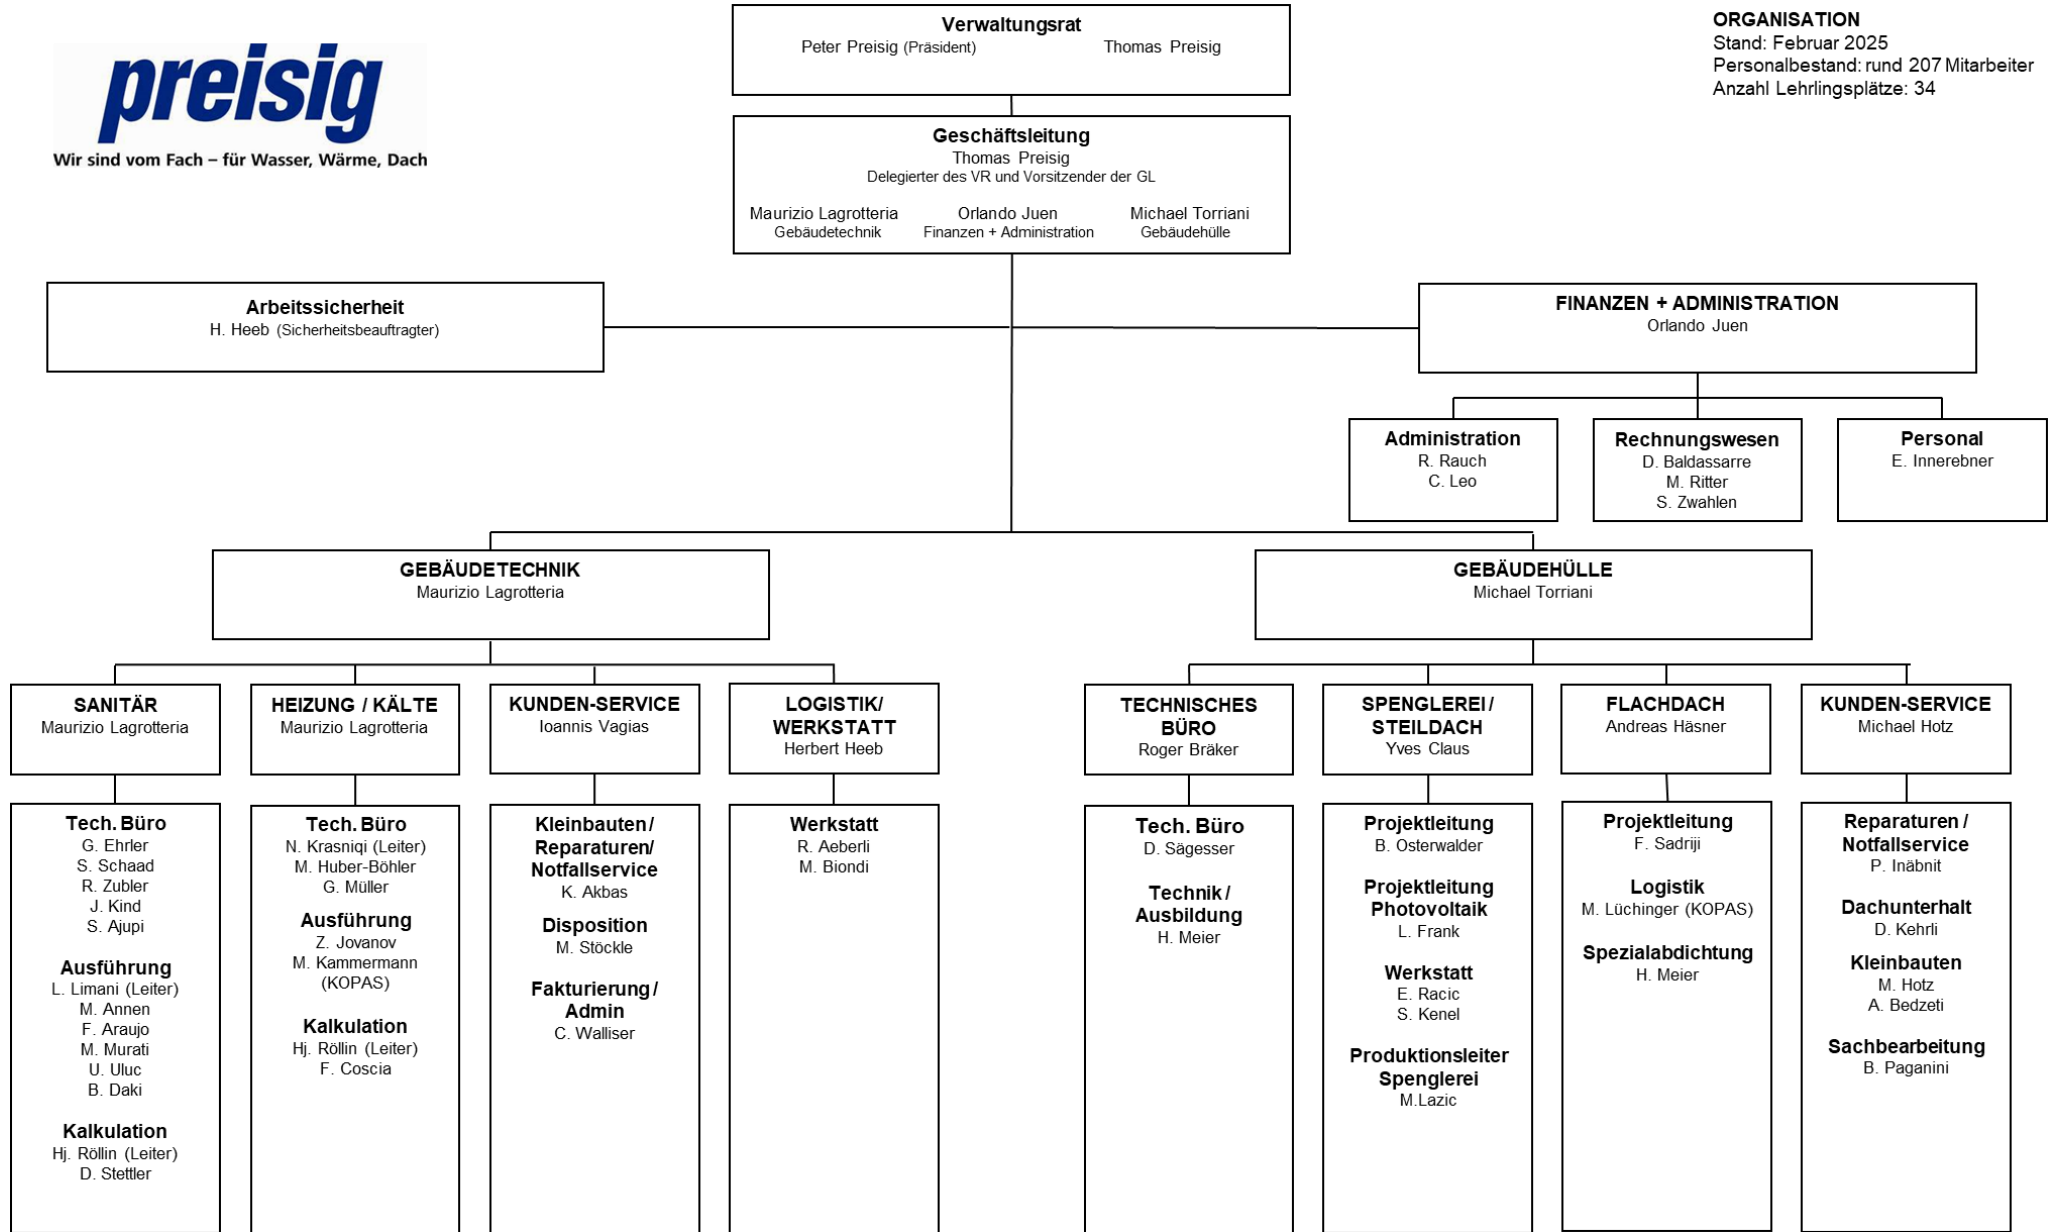 preisig
Wir sind vom Fach – für Wasser, Wärme, Dach
Verwaltungsrat
Peter Preisig (Präsident) Thomas Preisig
ORGANISATION
Stand: Februar 2025
Personalbestand: rund 207 Mitarbeiter
Anzahl Lehrlingsplätze: 34
Geschäftsleitung
Thomas Preisig
Delegierter des VR und Vorsitzender der GL
Maurizio Lagrotteria Orlando Juen Michael Torriani
Gebäudetechnik Finanzen + Administration Gebäudehülle
Arbeitssicherheit
H. Heeb (Sicherheitsbeauftragter)
FINANZEN + ADMINISTRATION
Orlando Juen
Administration
R. Rauch
C. Leo
Rechnungswesen
D. Baldassarre
M. Ritter
S. Zwahlen
Personal
E. Innerebner
GEBÄUDETECHNIK
Maurizio Lagrotteria
GEBÄUDEHÜLLE
Michael Torriani
SANITÄR
Maurizio Lagrotteria
HEIZUNG / KÄLTE
Maurizio Lagrotteria
KUNDEN-SERVICE
Ioannis Vagias
LOGISTIK/
WERKSTATT
Herbert Heeb
TECHNISCHES
BÜRO
Roger Bräker
SPENGLEREI /
STEILDACH
Yves Claus
FLACHDACH
Andreas Häsner
KUNDEN-SERVICE
Michael Hotz
Tech. Büro
G. Ehrler
S. Schaad
R. Zubler
J. Kind
S. Ajupi
Ausführung
L. Limani (Leiter)
M. Annen
F. Araujo
M. Murati
U. Uluc
B. Daki
Kalkulation
Hj. Röllin (Leiter)
D. Stettler
Tech. Büro
N. Krasniqi (Leiter)
M. Huber-Böhler
G. Müller
Ausführung
Z. Jovanov
M. Kammermann
(KOPAS)
Kalkulation
Hj. Röllin (Leiter)
F. Coscia
Kleinbauten /
Reparaturen/
Notfallservice
K. Akbas
Disposition
M. Stöckle
Fakturierung /
Admin
C. Walliser
Werkstatt
R. Aeberli
M. Biondi
Tech. Büro
D. Sägesser
Technik /
Ausbildung
H. Meier
Projektleitung
B. Osterwalder
Projektleitung
Photovoltaik
L. Frank
Werkstatt
E. Racic
S. Kenel
Produktionsleiter
Spenglerei
M.Lazic
Projektleitung
F. Sadriji
Logistik
M. Lüchinger (KOPAS)
Spezialabdichtung
H. Meier
Reparaturen /
Notfallservice
P. Inäbnit
Dachunterhalt
D. Kehrli
Kleinbauten
M. Hotz
A. Bedzeti
Sachbearbeitung
B. Paganini